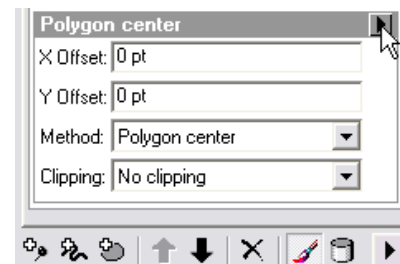 Polygon center
X Offset: 0 pt
Y Offset: 0 pt
Method: Polygon center
Clipping: No clipping